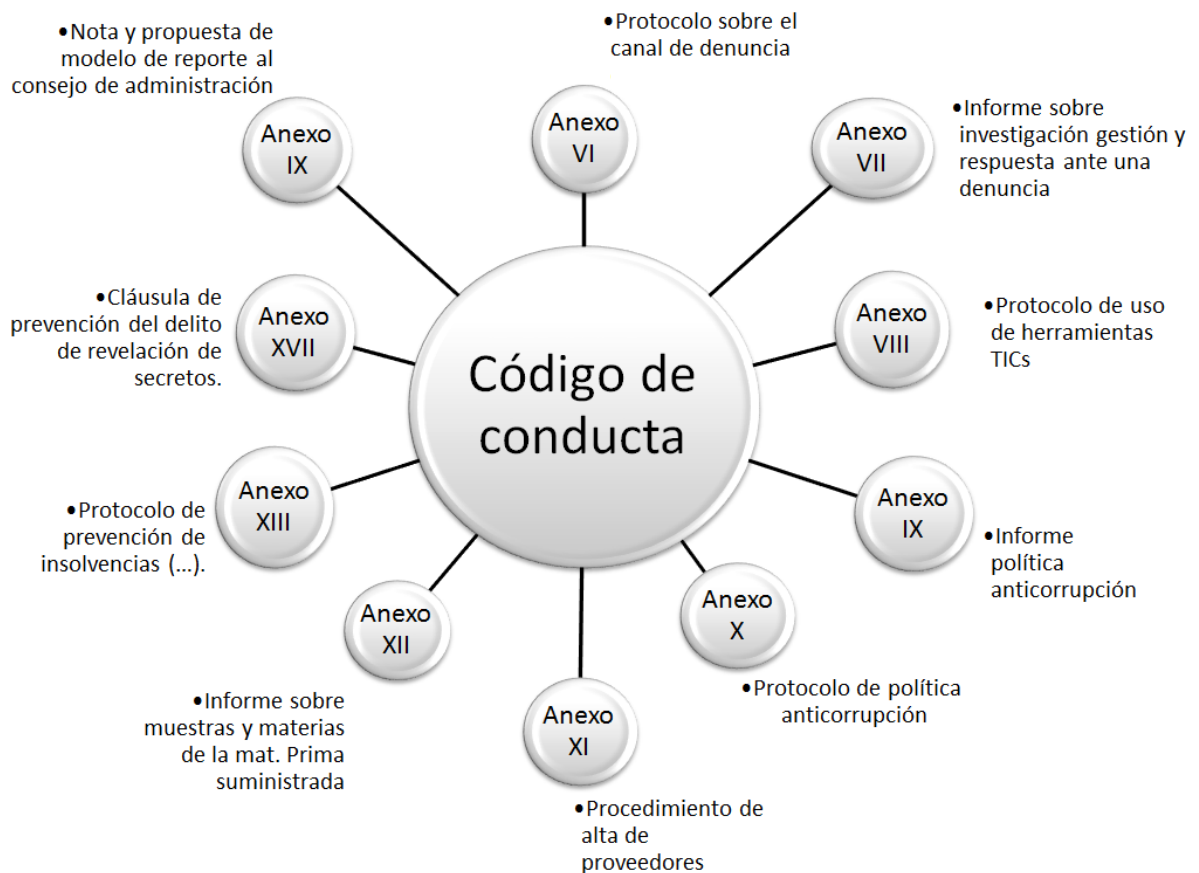 •Nota y propuesta de
modelo de reporte al
consejo de administración
Anexo
IX
•Protocolo sobre el
canal de denuncia
Anexo
VI
•Informe sobre
investigación gestión y
respuesta ante una
denuncia
Anexo
VII
•Cláusula de
prevención del delito
de revelación de
secretos.
Anexo
XVII
Código de
conducta
Anexo
VIII
•Protocolo de uso
de herramientas
TICs
•Protocolo de
prevención de
insolvencias (...).
Anexo
XIII
Anexo
IX
•Informe
política
anticorrupción
Anexo
XII
•Informe sobre
muestras y materias
de la mat. Prima
suministrada
Anexo
X
•Protocolo de política
anticorrupción
Anexo
XI
•Procedimiento de
alta de
proveedores